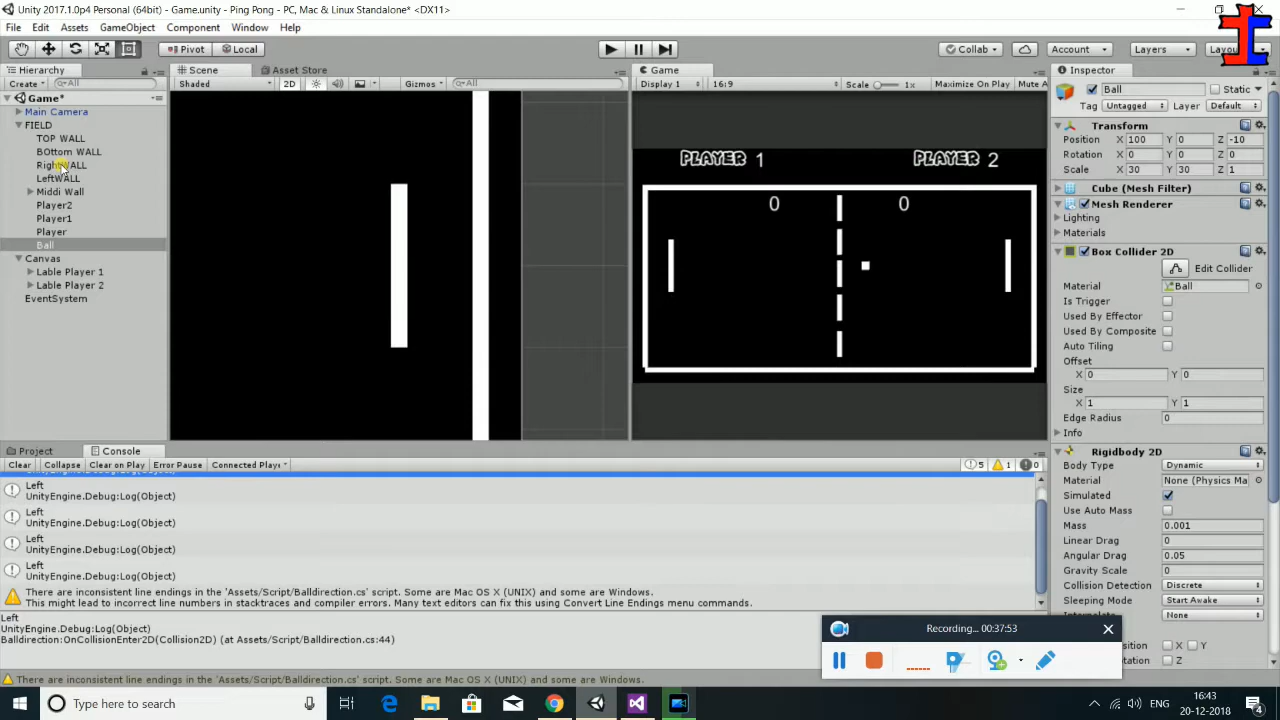 Unity 2017.1.0p4 Personal (64bit) - Game.unity - Ping Pong - PC, Mac & Linux Standalone* <DX11>
File Edit Assets GameObject Component Window Help
Pivot Local Collab Account Layers
Hierarchy Scene Asset Store Game Inspector
Create All Shaded 2D Gizmos All Display 1 16:9 Scale 1x Maximize On Play Mute A
Ball Static
Tag Untagged Layer Default
Game*
Main Camera
FIELD
TOP WALL
BOttom WALL
LeftWALL
Middi Wall
Player2
Player1
Player
Ball
Canvas
Lable Player 1
Lable Player 2
EventSystem
PLAYER 1 PLAYER 2
0 0
Transform
Position X 100 Y 0 Z -10
Rotation X 0 Y 0 Z 0
Scale X 30 Y 30 Z 1
Cube (Mesh Filter)
Mesh Renderer
Lighting
Materials
Box Collider 2D
Edit Collider
Material Ball
Is Trigger
Used By Effector
Used By Composite
Auto Tiling
Offset
X 0 Y 0
Size
X 1 Y 1
Edge Radius 0
Info
Rigidbody 2D
Body Type Dynamic
Material None (Physics Ma
Simulated
Use Auto Mass
Mass 0.001
Linear Drag 0
Angular Drag 0.05
Gravity Scale 0
Collision Detection Discrete
Sleeping Mode Start Awake
None
X Y
Z
Project Console
Clear Collapse Clear on Play Error Pause Connected Playe 5 1 0
Left
UnityEngine.Debug:Log(Object)
Left
UnityEngine.Debug:Log(Object)
Left
UnityEngine.Debug:Log(Object)
Left
UnityEngine.Debug:Log(Object)
There are inconsistent line endings in the 'Assets/Script/Balldirection.cs' script. Some are Mac OS X (UNIX) and some are Windows.
This might lead to incorrect line numbers in stacktraces and compiler errors. Many text editors can fix this using Convert Line Endings menu commands.
Left
UnityEngine.Debug:Log(Object)
Balldirection:OnCollisionEnter2D(Collision2D) (at Assets/Script/Balldirection.cs:44)
Recording... 00:37:53
There are inconsistent line endings in the 'Assets/Script/Balldirection.cs' script. Some are Mac OS X (UNIX) and some are Windows.
Type here to search
ENG
16:43
20-12-2018
4